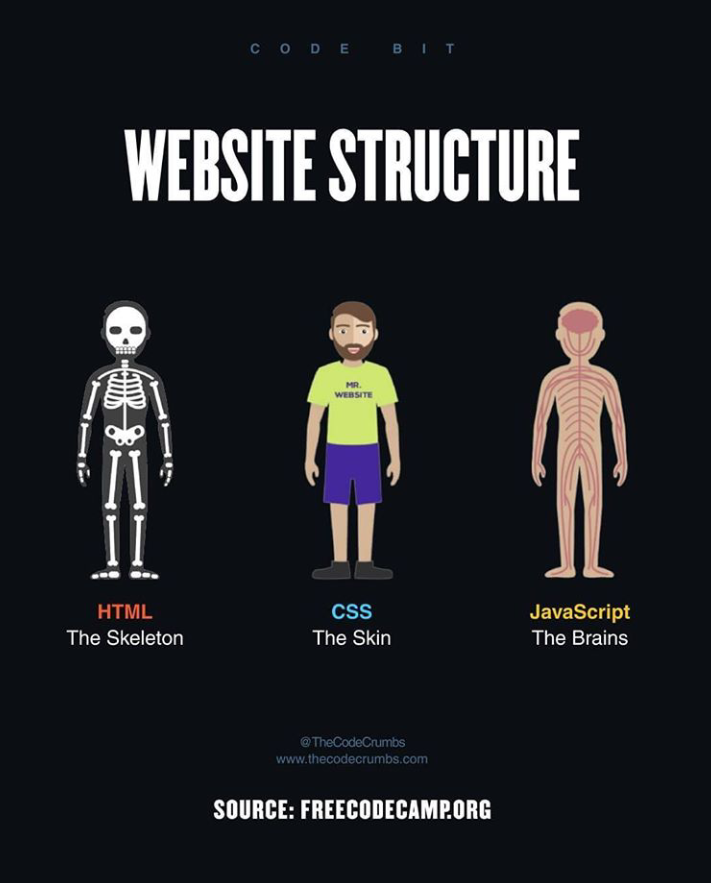 CODE BIT
WEBSITE STRUCTURE
MR.
WEBSITE
HTML
The Skeleton
CSS
The Skin
JavaScript
The Brains
@TheCodeCrumbs
www.thecodecrumbs.com
SOURCE: FREECODECAMP.ORG